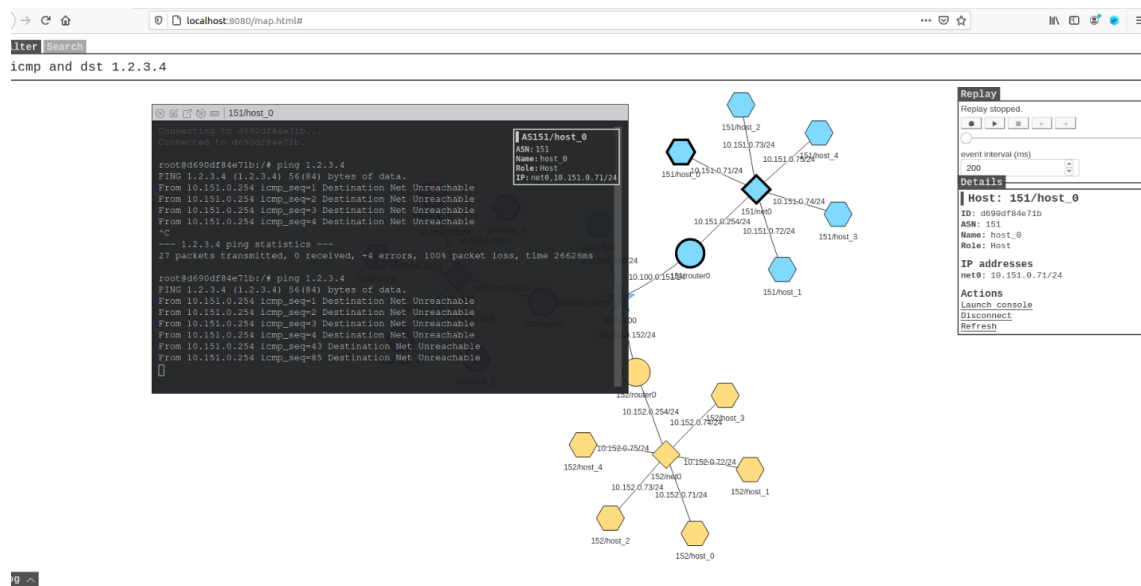 localhost:8080/map.html#
Search
icmp and dst 1.2.3.4
151/host_0
Connecting to d690df84e71b...
Connected to d690df84e71b.
root@d690df84e71b:/# ping 1.2.3.4
PING 1.2.3.4 (1.2.3.4) 56(84) bytes of data.
From 10.151.0.254 icmp_seq=1 Destination Net Unreachable
From 10.151.0.254 icmp_seq=2 Destination Net Unreachable
From 10.151.0.254 icmp_seq=3 Destination Net Unreachable
From 10.151.0.254 icmp_seq=4 Destination Net Unreachable
^C
--- 1.2.3.4 ping statistics ---
27 packets transmitted, 0 received, +4 errors, 100% packet loss, time 26626ms
root@d690df84e71b:/# ping 1.2.3.4
PING 1.2.3.4 (1.2.3.4) 56(84) bytes of data.
From 10.151.0.254 icmp_seq=1 Destination Net Unreachable
From 10.151.0.254 icmp_seq=2 Destination Net Unreachable
From 10.151.0.254 icmp_seq=3 Destination Net Unreachable
From 10.151.0.254 icmp_seq=4 Destination Net Unreachable
From 10.151.0.254 icmp_seq=43 Destination Net Unreachable
From 10.151.0.254 icmp_seq=85 Destination Net Unreachable
AS151/host_0
ASN: 151
Name: host_0
Role: Host
IP: net0,10.151.0.71/24
151/host_2
10.151.0.73/24
151/host_4
10.151.0.75/24
151/host_0
10.151.0.71/24
151/net0
10.151.0.74/24
151/host_3
10.151.0.254/24
10.151.0.72/24
151/router0
10.100.0.151/24
151/host_1
152/router0
10.152.0.254/24
152/host_3
10.152.0.74/24
10.152.0.75/24
152/host_4
10.152.0.72/24
152/net0
152/host_1
10.152.0.73/24
10.152.0.71/24
152/host_2
152/host_0
Replay
Replay stopped.
event interval (ms)
200
Details
Host: 151/host_0
ID: d690df84e71b
ASN: 151
Name: host_0
Role: Host
IP addresses
net0: 10.151.0.71/24
Actions
Launch console
Disconnect
Refresh